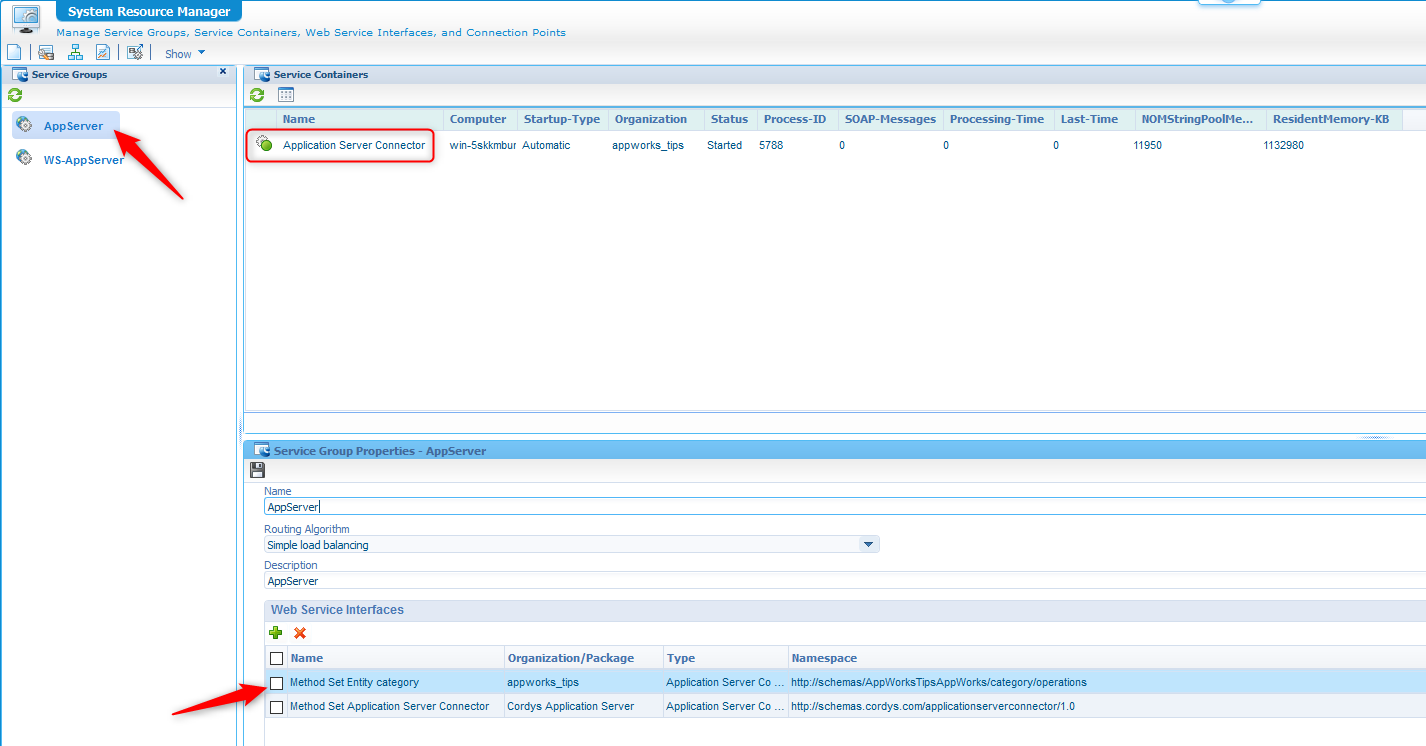 System Resource Manager
Manage Service Groups, Service Containers, Web Service Interfaces, and Connection Points
Show
Service Groups
AppServer
WS-AppServer
Service Containers
Name Computer Startup-Type Organization Status Process-ID SOAP-Messages Processing-Time Last-Time NOMStringPoolMe... ResidentMemory-KB
Application Server Connector win-5skkmbur Automatic appworks_tips Started 5788 0 0 0 11950 1132980
Service Group Properties - AppServer
Name
AppServer
Routing Algorithm
Simple load balancing
Description
AppServer
Web Service Interfaces
Name Organization/Package Type Namespace
Method Set Entity category appworks_tips Application Server Co ... http://schemas/AppWorksTipsAppWorks/category/operations
Method Set Application Server Connector Cordys Application Server Application Server Co ... http://schemas.cordys.com/applicationserverconnector/1.0